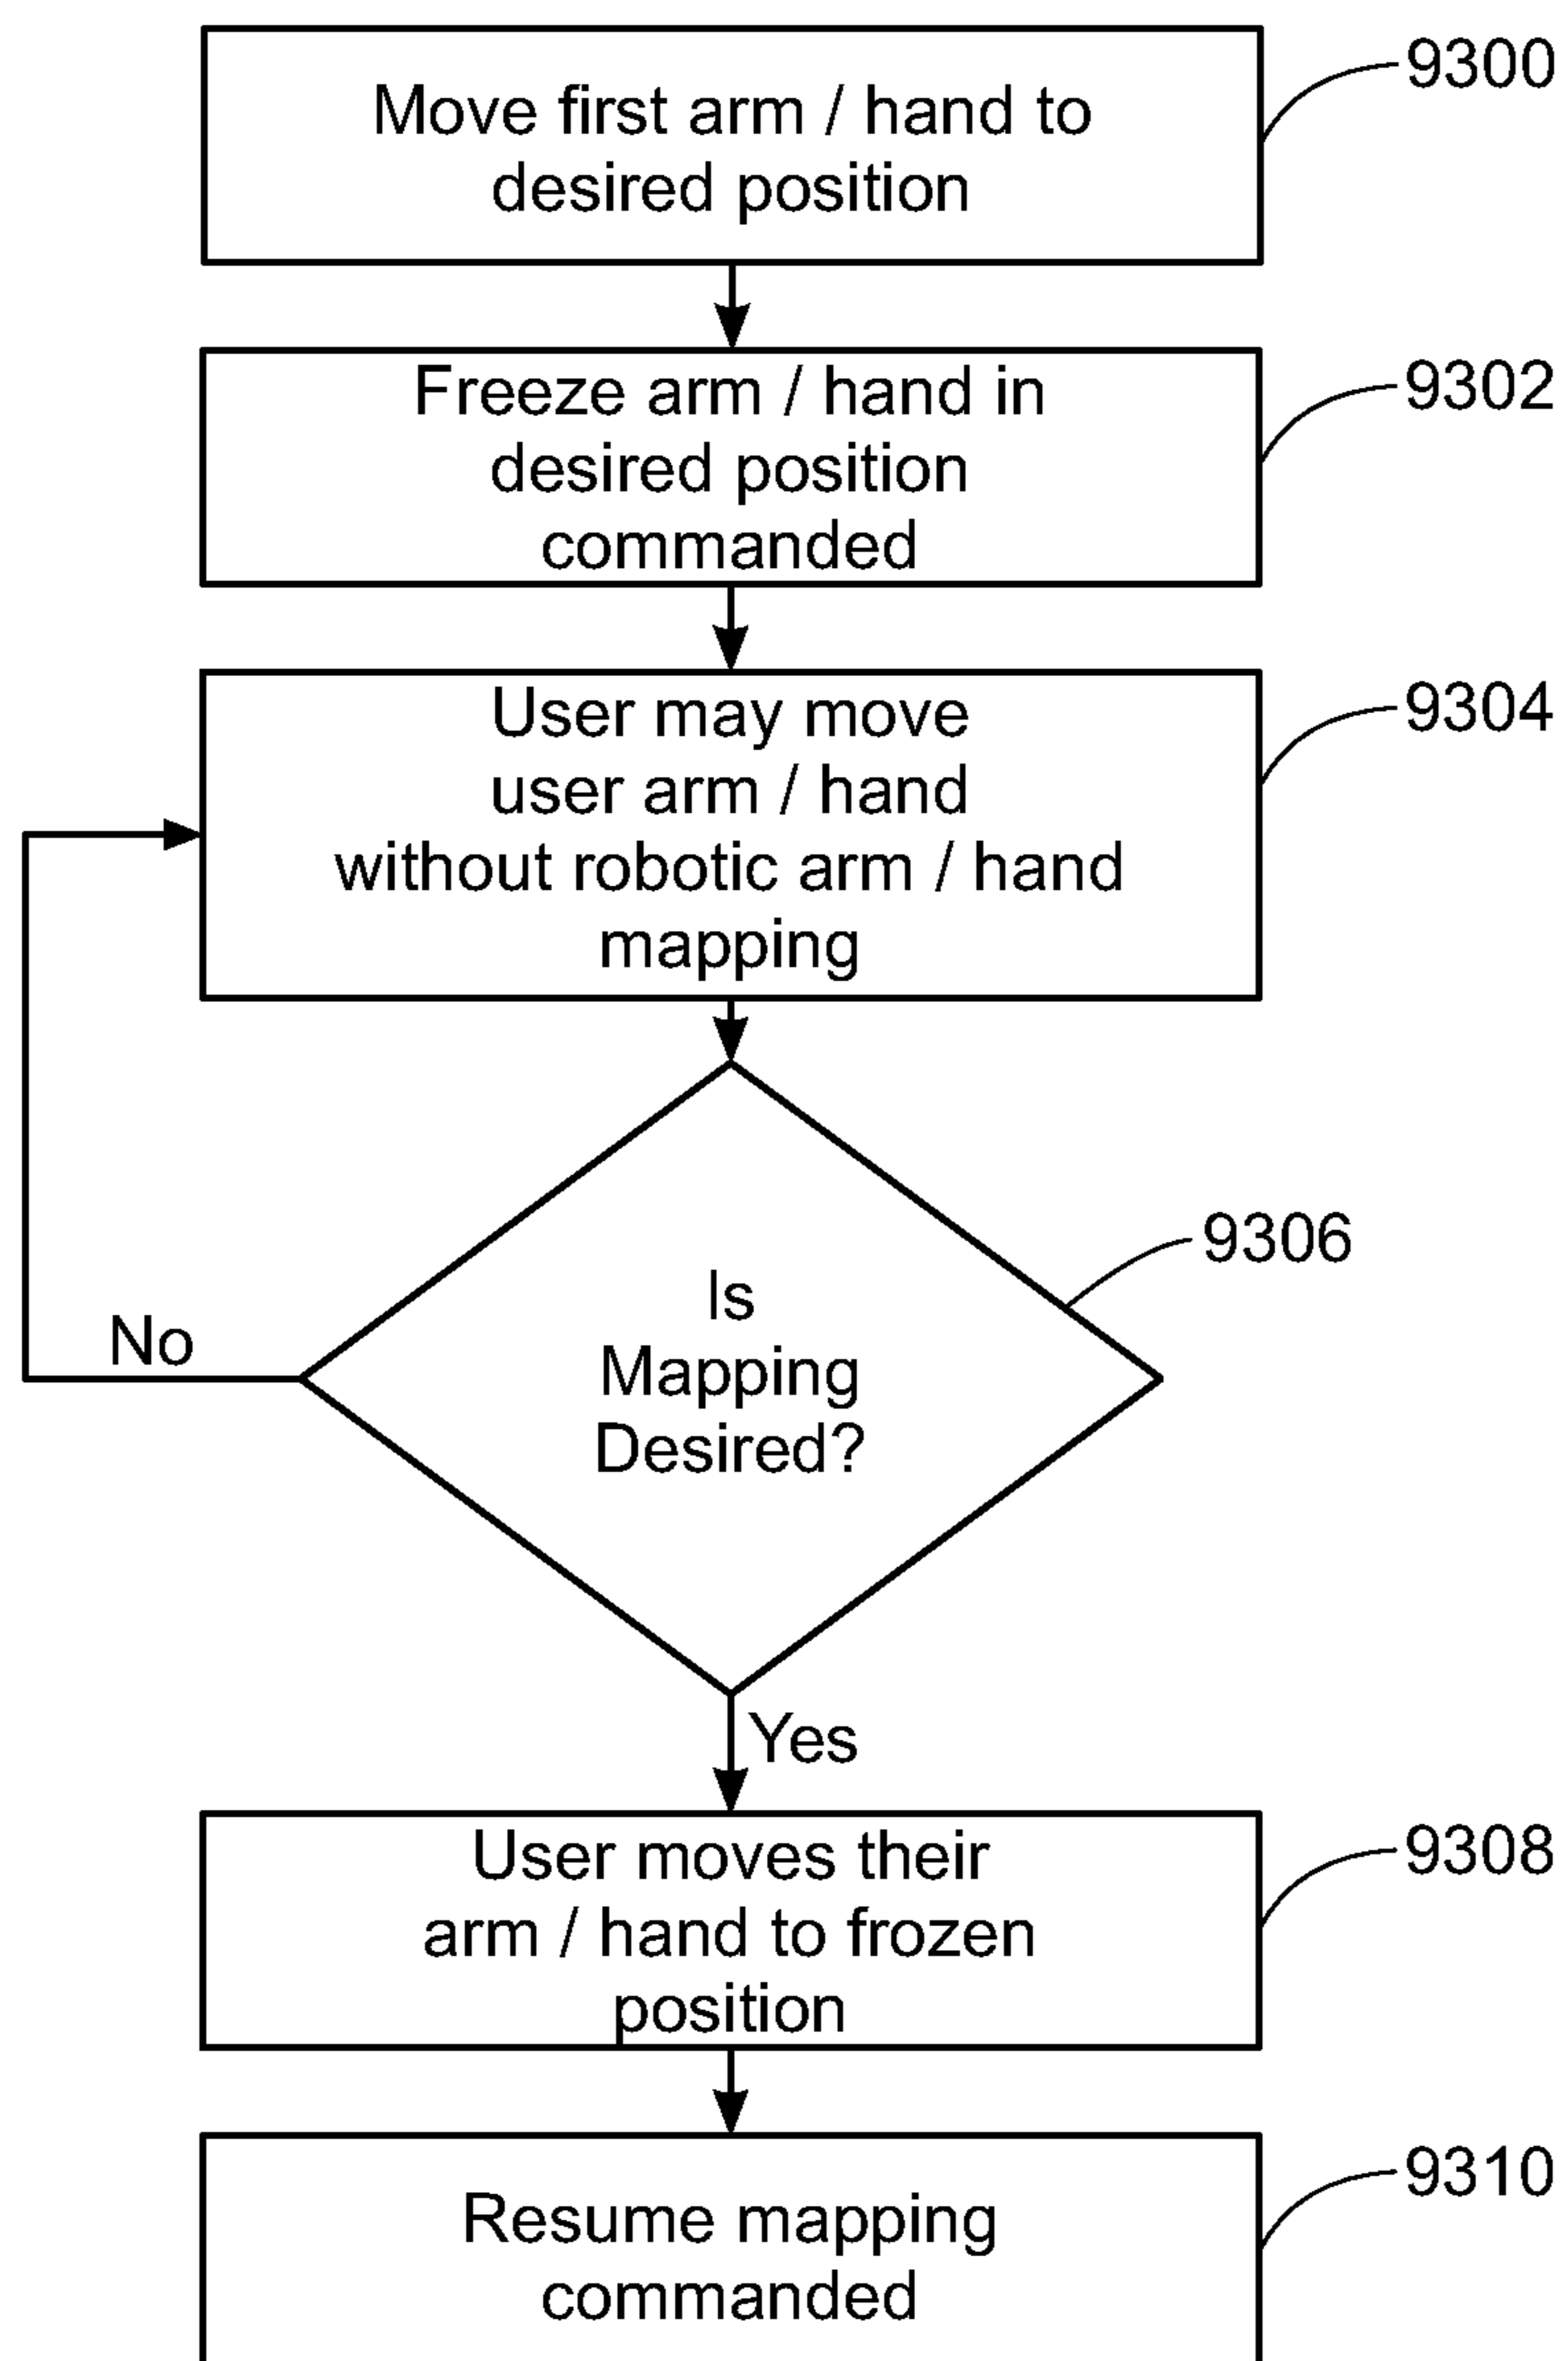 Move first arm / hand to
desired position
9300
Freeze arm / hand in
desired position
commanded
9302
User may move
user arm / hand
without robotic arm / hand
mapping
9304
Is
Mapping
Desired?
9306
No
Yes
User moves their
arm / hand to frozen
position
9308
Resume mapping
commanded
9310